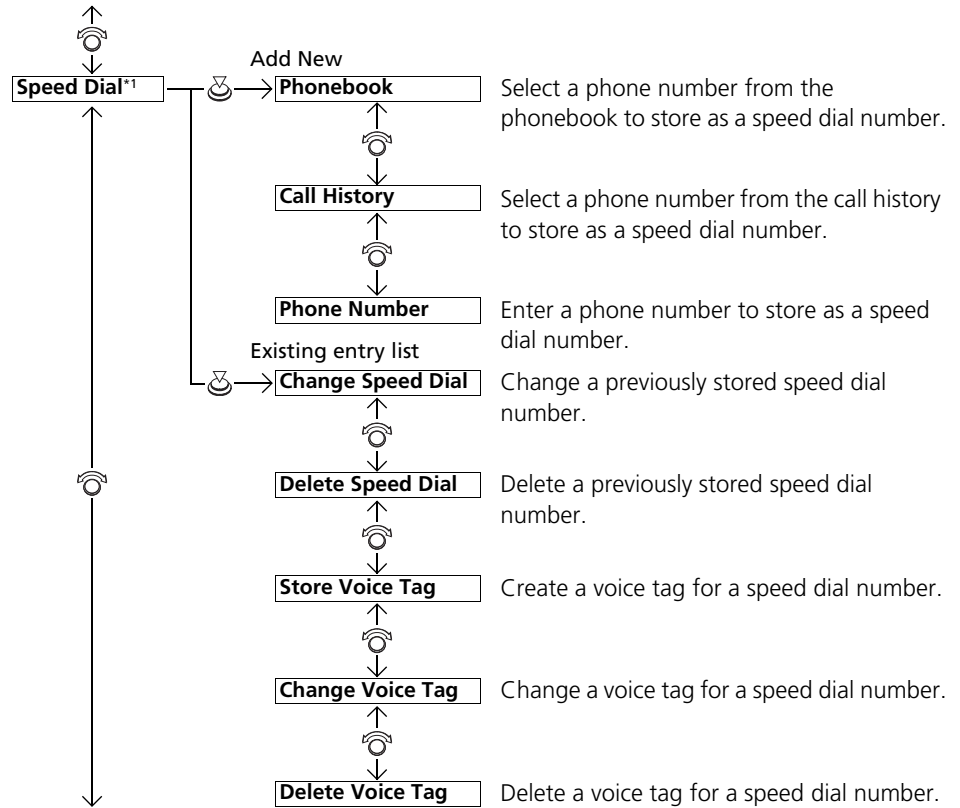 Add New
Speed Dial*1
Phonebook
Select a phone number from the
phonebook to store as a speed dial number.
Call History
Select a phone number from the call history
to store as a speed dial number.
Phone Number
Enter a phone number to store as a speed
dial number.
Existing entry list
Change Speed Dial
Change a previously stored speed dial
number.
Delete Speed Dial
Delete a previously stored speed dial
number.
Store Voice Tag
Create a voice tag for a speed dial number.
Change Voice Tag
Change a voice tag for a speed dial number.
Delete Voice Tag
Delete a voice tag for a speed dial number.